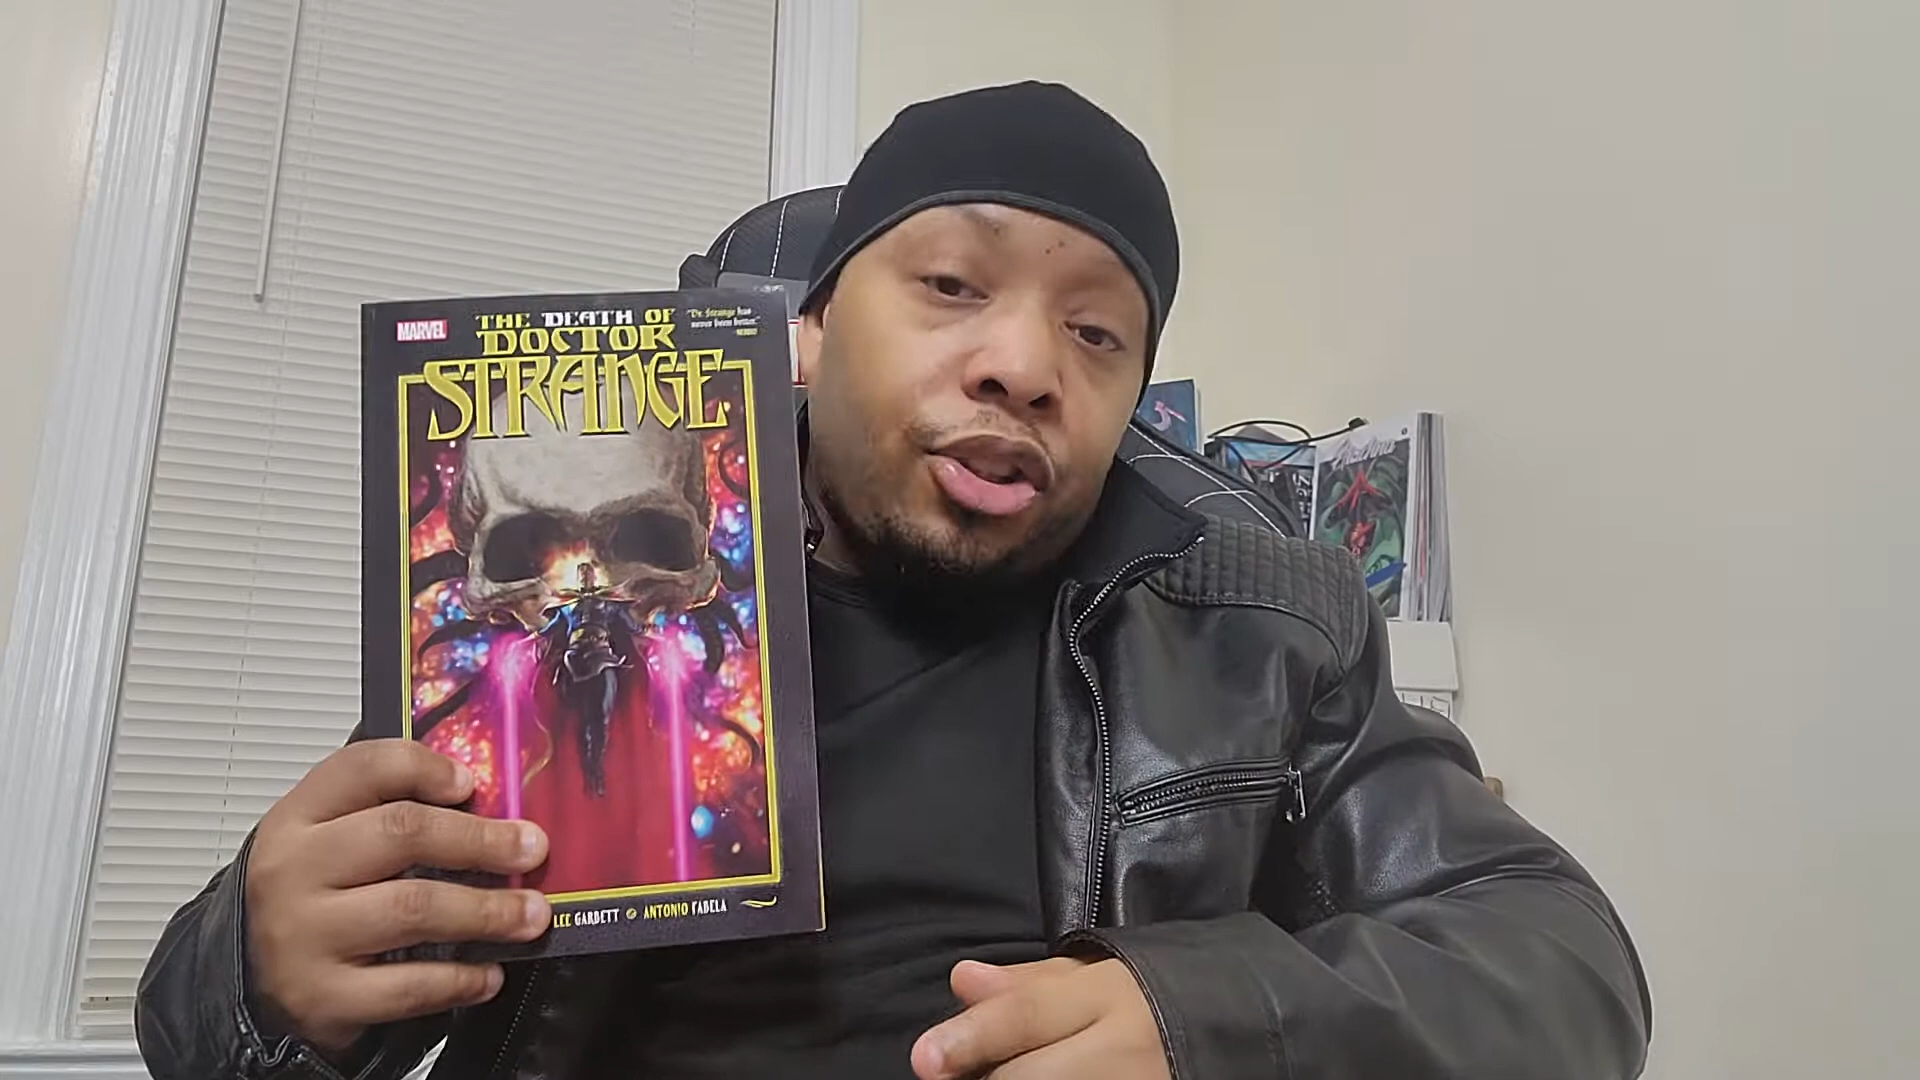 MARVEL
THE DEATH OF
DOCTOR
STRANGE
"Dr. Strange has
never been better."
LEE GARBETT ANTONIO FABELA